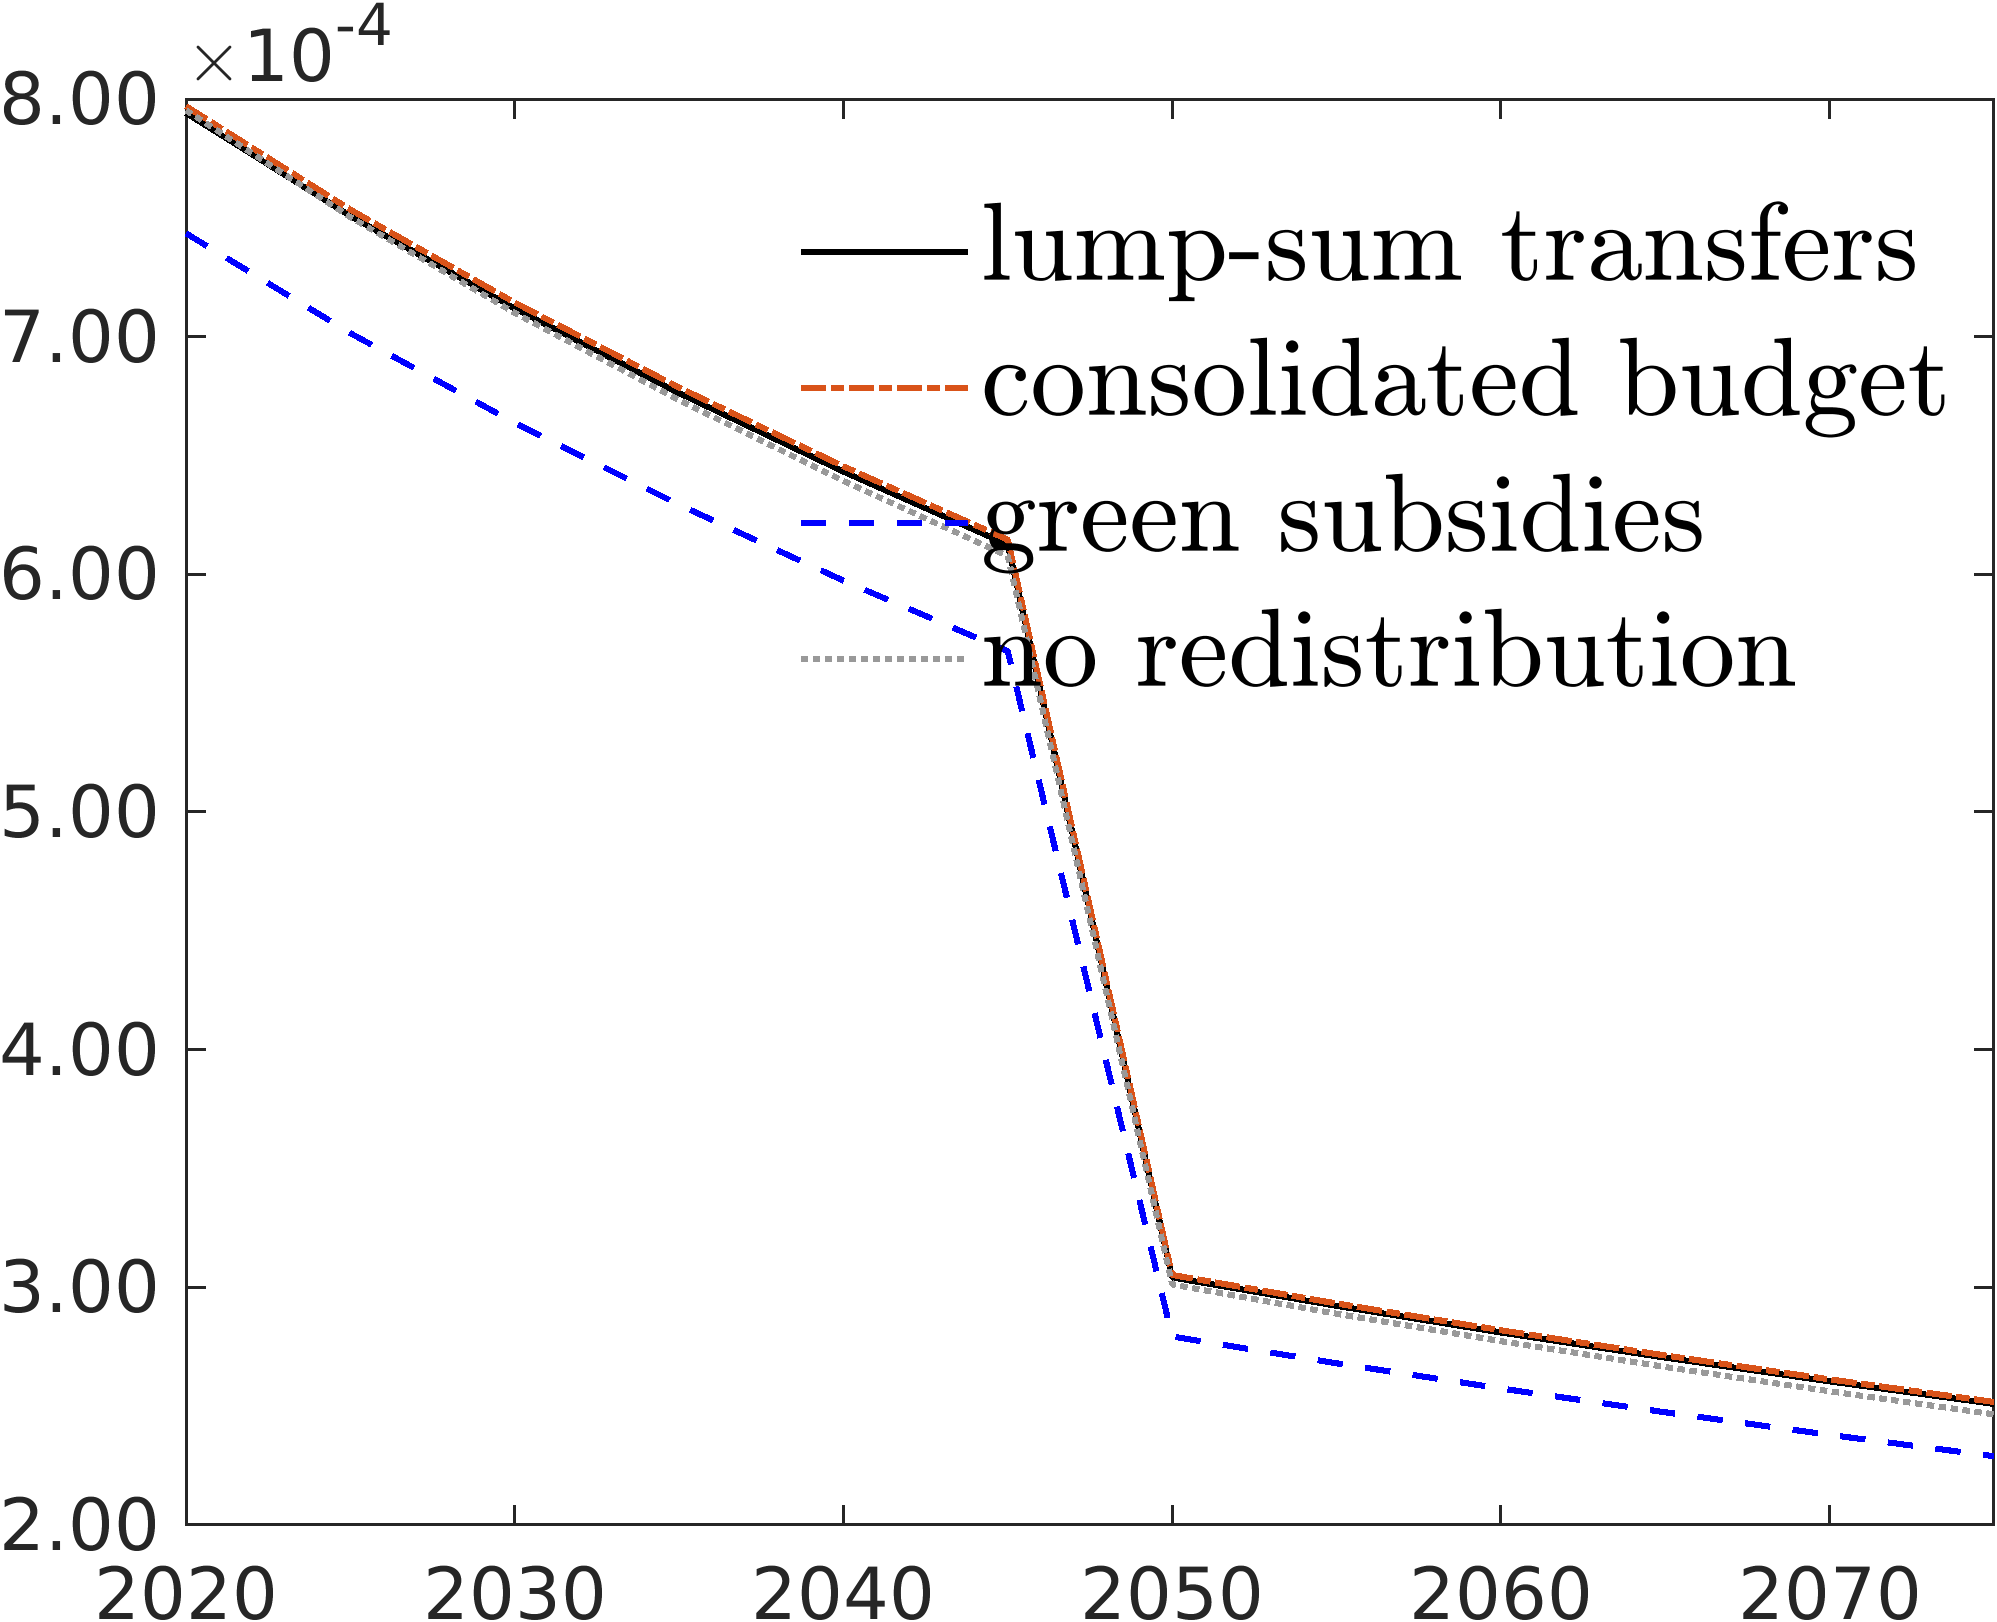 ×10-4
8.00
7.00
6.00
5.00
4.00
3.00
2.00
2020 2030 2040 2050 2060 2070
lump-sum transfers
consolidated budget
green subsidies
no redistribution